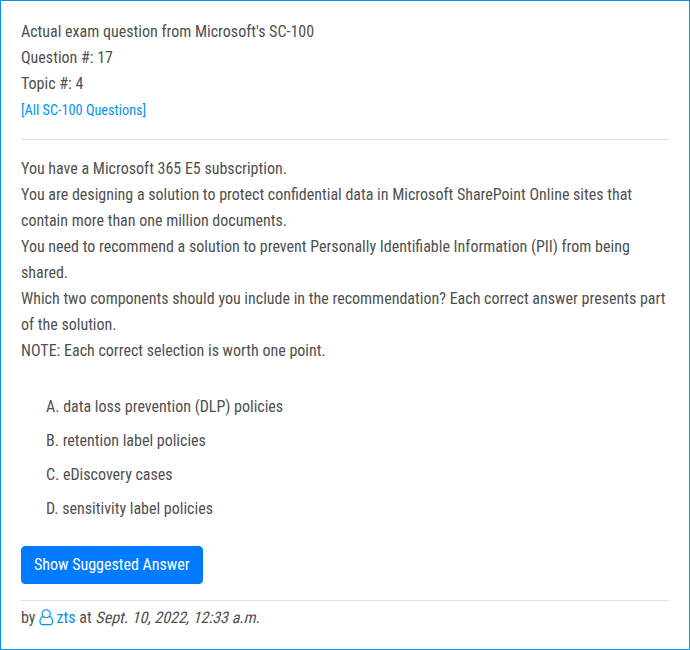 Actual exam question from Microsoft's SC-100
Question #: 17
Topic #: 4
[All SC-100 Questions]
You have a Microsoft 365 E5 subscription.
You are designing a solution to protect confidential data in Microsoft SharePoint Online sites that
contain more than one million documents.
You need to recommend a solution to prevent Personally Identifiable Information (PII) from being
shared.
Which two components should you include in the recommendation? Each correct answer presents part
of the solution.
NOTE: Each correct selection is worth one point.
A. data loss prevention (DLP) policies
B. retention label policies
C. eDiscovery cases
D. sensitivity label policies
Show Suggested Answer
by zts at Sept. 10, 2022, 12:33 a.m.